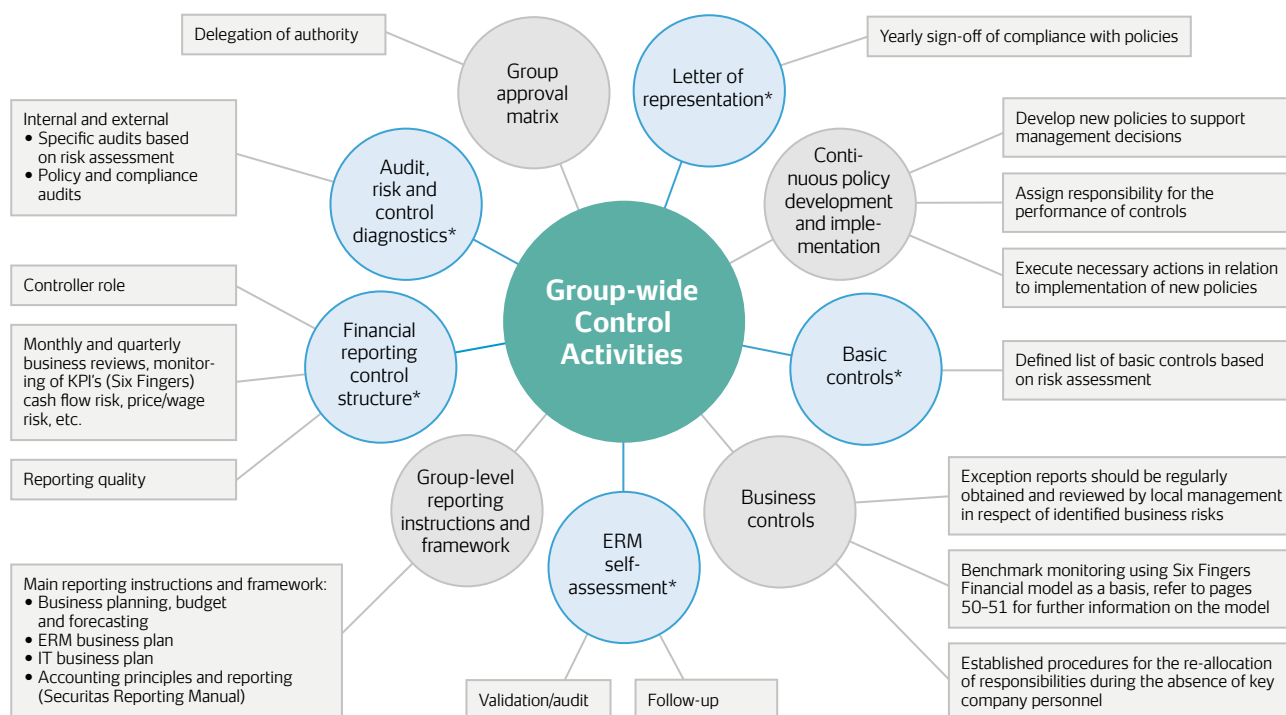 Delegation of authority
Group
approval
matrix
Letter of
representation*
Yearly sign-off of compliance with policies
Internal and external
• Specific audits based
on risk assessment
• Policy and compliance
audits
Audit,
risk and
control
diagnostics*
Conti-
nuous policy
development
and imple-
mentation
Develop new policies to support
management decisions
Assign responsibility for the
performance of controls
Execute necessary actions in relation
to implementation of new policies
Group-wide
Control
Activities
Controller role
Monthly and quarterly
business reviews, monitor-
ing of KPI's (Six Fingers)
cash flow risk, price/wage
risk, etc.
Reporting quality
Financial
reporting
control
structure*
Basic
controls*
Defined list of basic controls based
on risk assessment
Group-level
reporting
instructions and
framework
Main reporting instructions and framework:
• Business planning, budget
and forecasting
• ERM business plan
• IT business plan
• Accounting principles and reporting
(Securitas Reporting Manual)
ERM
self-
assessment*
Validation/audit
Follow-up
Business
controls
Exception reports should be regularly
obtained and reviewed by local management
in respect of identified business risks
Benchmark monitoring using Six Fingers
Financial model as a basis, refer to pages
50–51 for further information on the model
Established procedures for the re-allocation
of responsibilities during the absence of key
company personnel